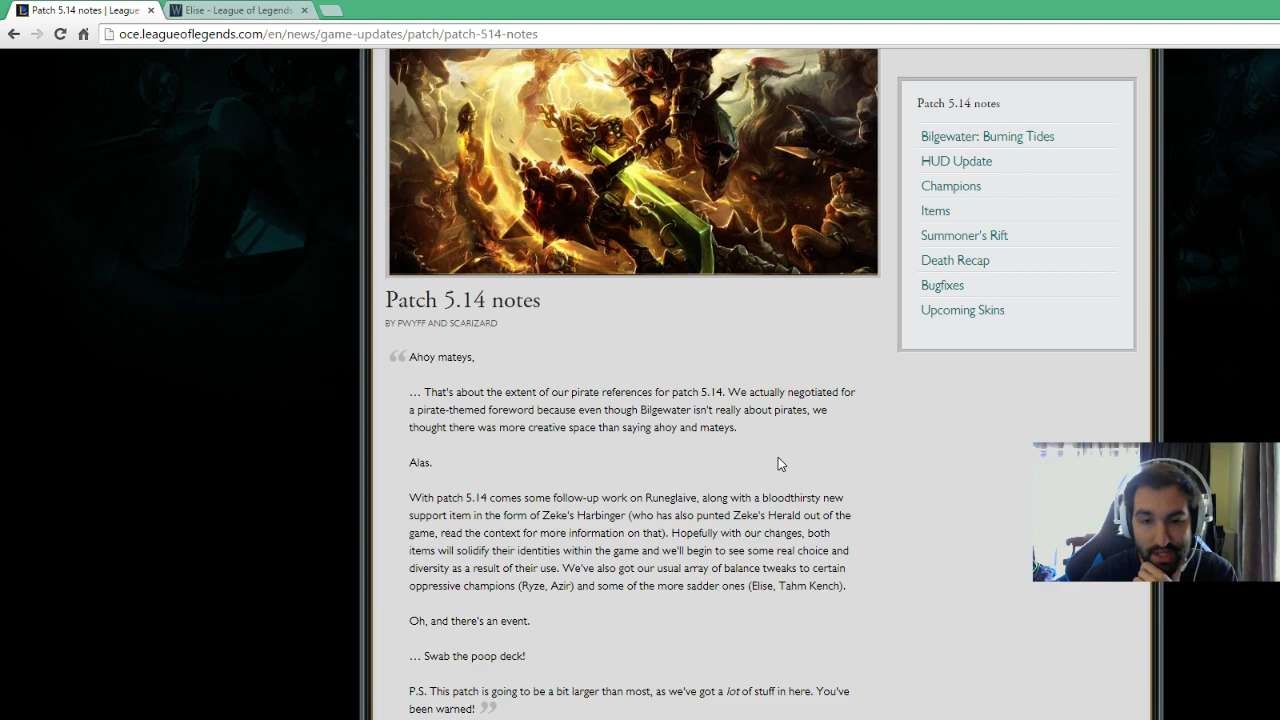 Patch 5.14 notes | League
Elise - League of Legends
oce.leagueoflegends.com/en/news/game-updates/patch/patch-514-notes
Patch 5.14 notes
Bilgewater: Burning Tides
HUD Update
Champions
Items
Summoner's Rift
Death Recap
Bugfixes
Upcoming Skins
Patch 5.14 notes
BY PWYFF AND SCARIZARD
“ Ahoy mateys,
… That's about the extent of our pirate references for patch 5.14. We actually negotiated for
a pirate-themed foreword because even though Bilgewater isn't really about pirates, we
thought there was more creative space than saying ahoy and mateys.
Alas.
With patch 5.14 comes some follow-up work on Runeglaive, along with a bloodthirsty new
support item in the form of Zeke's Harbinger (who has also punted Zeke's Herald out of the
game, read the context for more information on that). Hopefully with our changes, both
items will solidify their identities within the game and we'll begin to see some real choice and
diversity as a result of their use. We've also got our usual array of balance tweaks to certain
oppressive champions (Ryze, Azir) and some of the more sadder ones (Elise, Tahm Kench).
Oh, and there's an event.
… Swab the poop deck!
P.S. This patch is going to be a bit larger than most, as we've got a lot of stuff in here. You've
been warned! ”